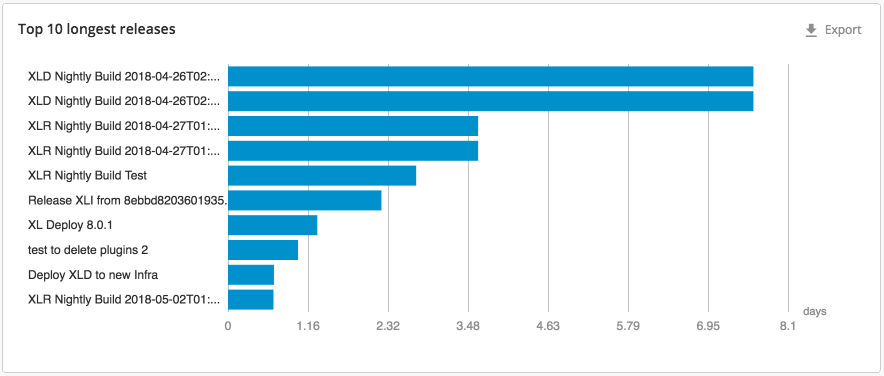 Top 10 longest releases
Export
XLD Nightly Build 2018-04-26T02:...
XLD Nightly Build 2018-04-26T02:...
XLR Nightly Build 2018-04-27T01:...
XLR Nightly Build 2018-04-27T01:...
XLR Nightly Build Test
Release XLI from 8ebbd8203601935.
XL Deploy 8.0.1
test to delete plugins 2
Deploy XLD to new Infra
XLR Nightly Build 2018-05-02T01:...
days
0 1.16 2.32 3.48 4.63 5.79 6.95 8.1